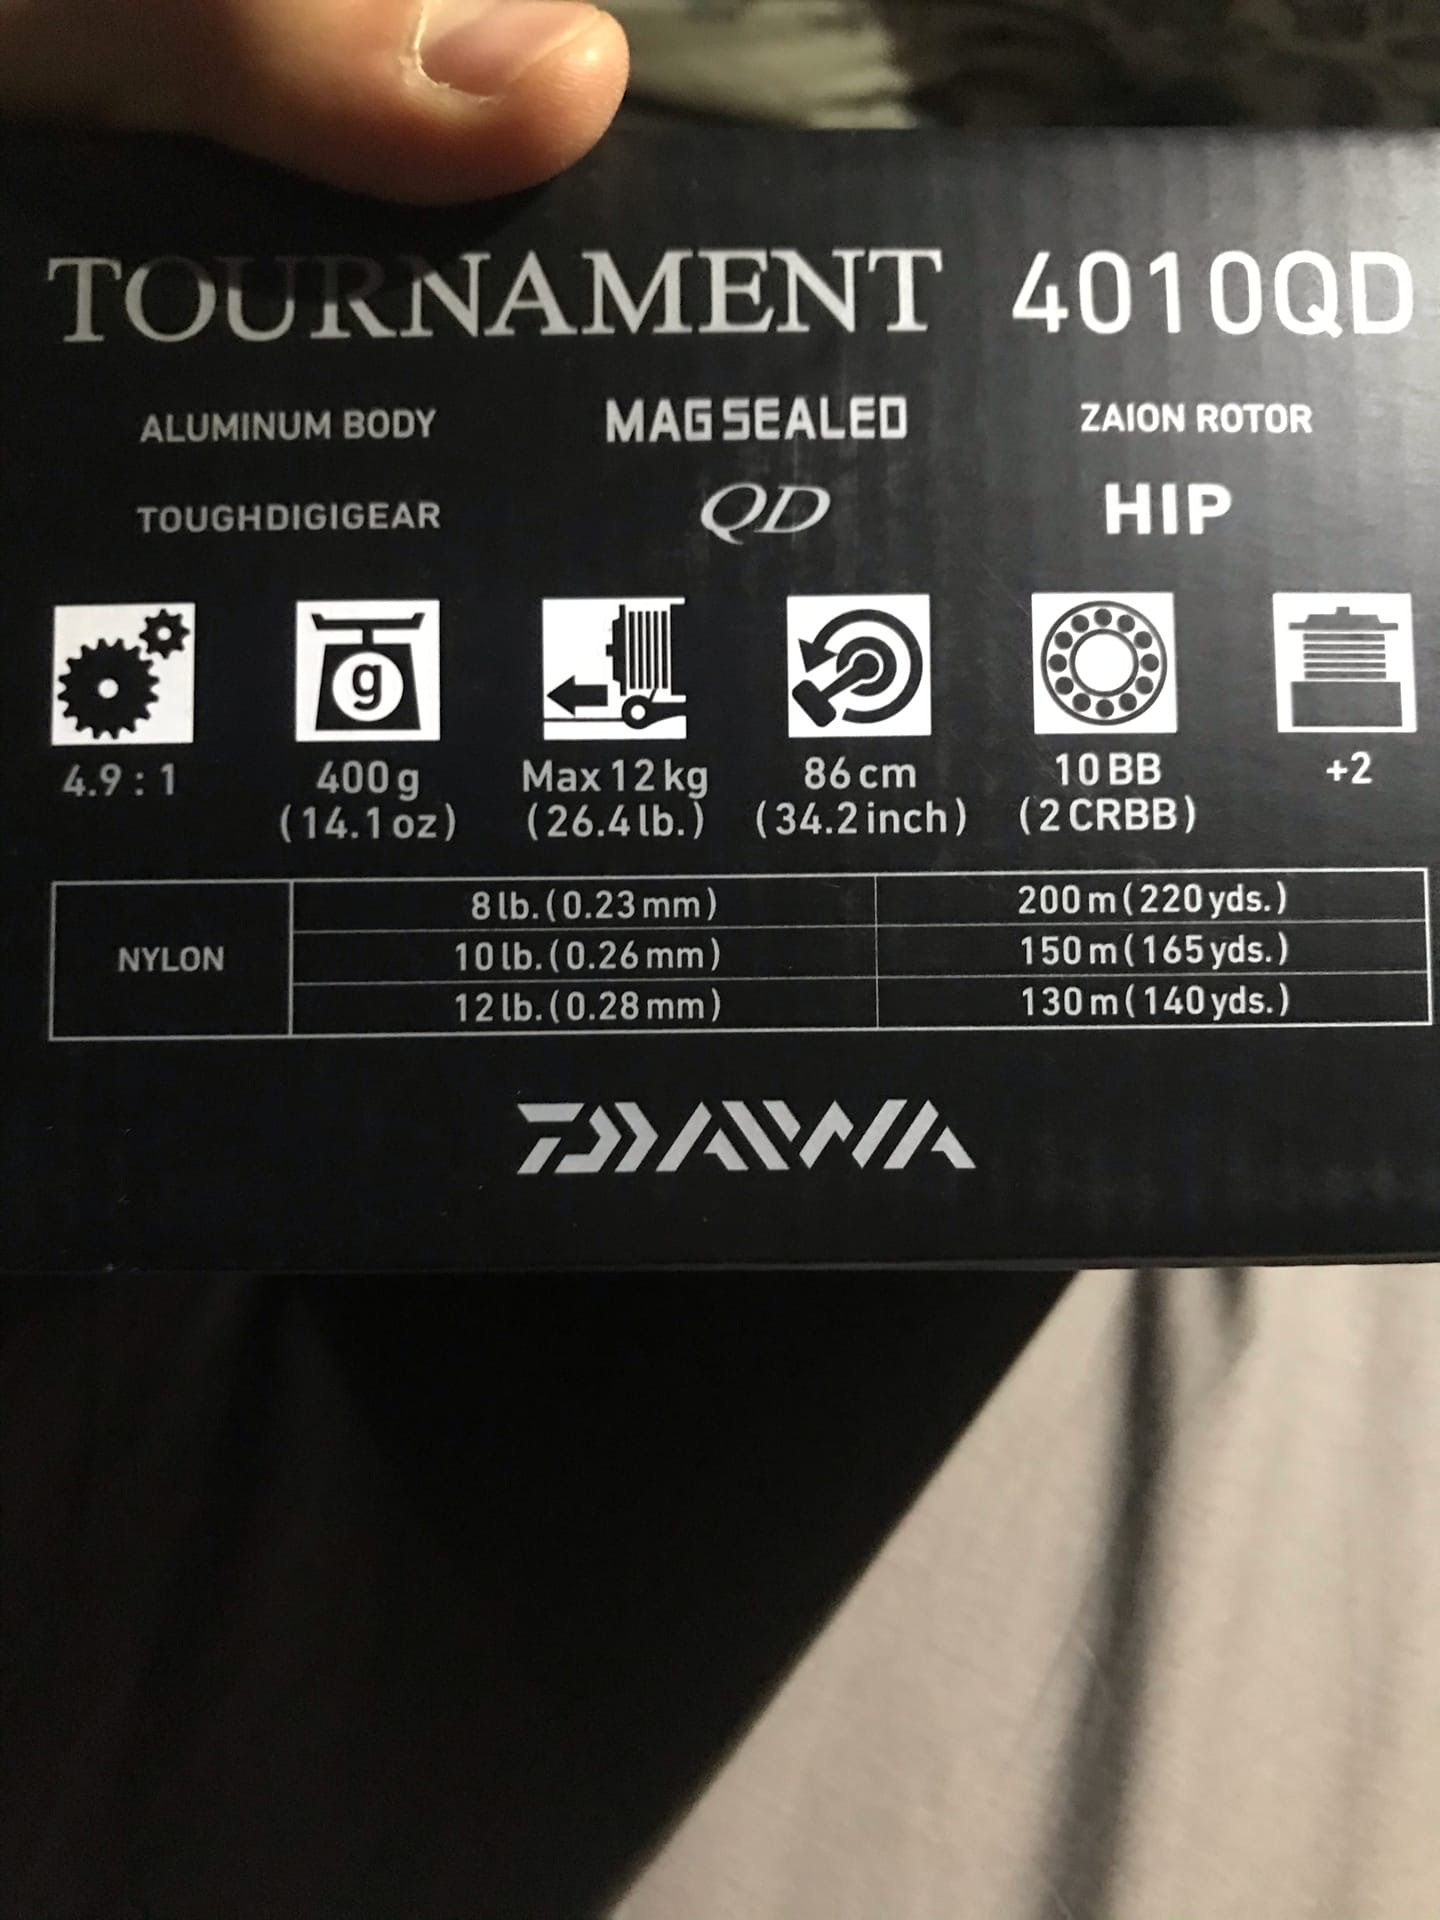 TOURNAMENT 4010QD
ALUMINUM BODY MAGSEALED ZAION ROTOR
TOUGHDIGIGEAR QD HIP
g
4.9 : 1 400 g Max 12 kg 86 cm 10 BB +2
(14.1 oz) (26.4 lb.) (34.2 inch) (2 CRBB)
8 lb. (0.23 mm) 200 m (220 yds.)
NYLON 10 lb. (0.26 mm) 150 m (165 yds.)
12 lb. (0.28 mm) 130 m (140 yds.)
DAIWA